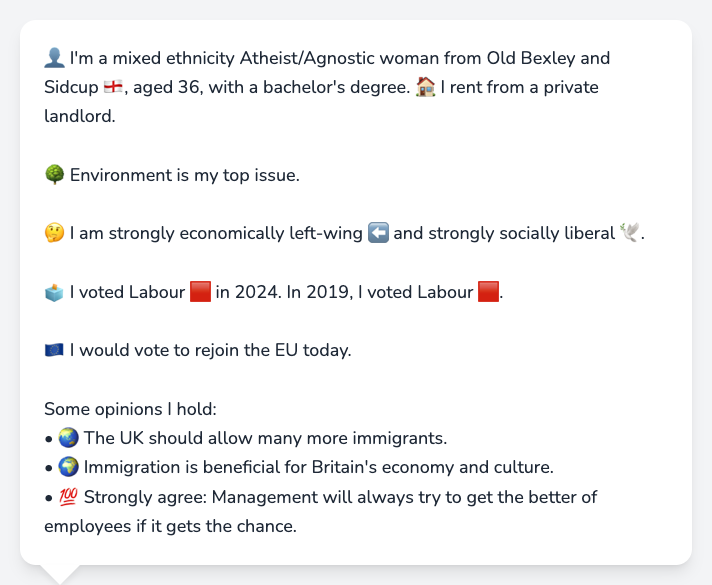 👤 I'm a mixed ethnicity Atheist/Agnostic woman from Old Bexley and
Sidcup 🏴󠁧󠁢󠁥󠁮󠁧󠁿, aged 36, with a bachelor's degree. 🏠 I rent from a private
landlord.
🌳 Environment is my top issue.
🤔 I am strongly economically left-wing ⬅️ and strongly socially liberal 🕊️.
🗳️ I voted Labour 🟥 in 2024. In 2019, I voted Labour 🟥.
🇪🇺 I would vote to rejoin the EU today.
Some opinions I hold:
• 🌏 The UK should allow many more immigrants.
• 🌍 Immigration is beneficial for Britain's economy and culture.
• 💯 Strongly agree: Management will always try to get the better of
employees if it gets the chance.